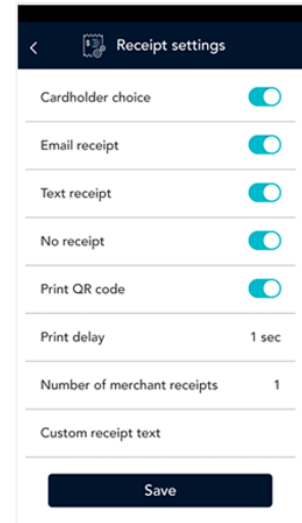 Receipt settings
Cardholder choice
Email receipt
Text receipt
No receipt
Print QR code
Print delay 1 sec
Number of merchant receipts 1
Custom receipt text
Save